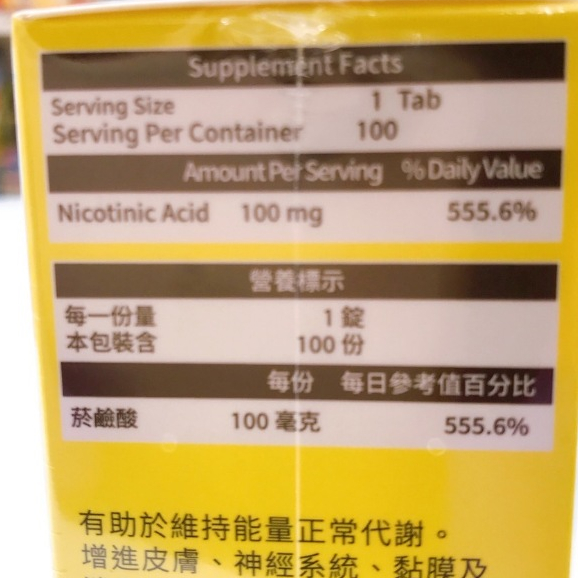 Supplement Facts
Serving Size 1 Tab
Serving Per Container 100
Amount Per Serving % Daily Value
Nicotinic Acid 100 mg 555.6%
營養標示
每一份量 1 錠
本包裝含 100 份
每份 每日參考值百分比
菸鹼酸 100 毫克 555.6%
有助於維持能量正常代謝。
增進皮膚、神經系統、黏膜及